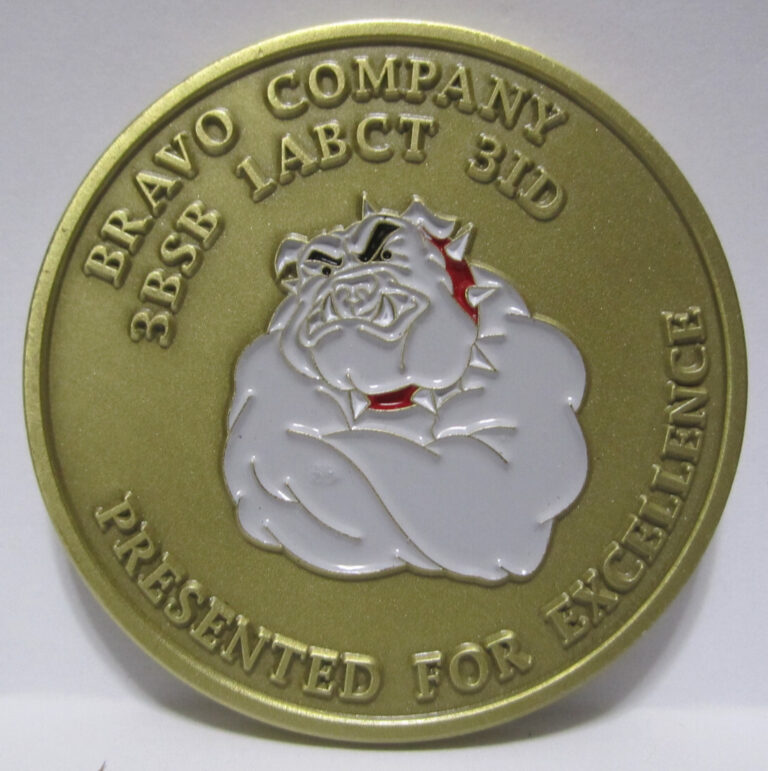 BRAVO COMPANY
3BSB 1ABCT 3ID
PRESENTED FOR EXCELLENCE